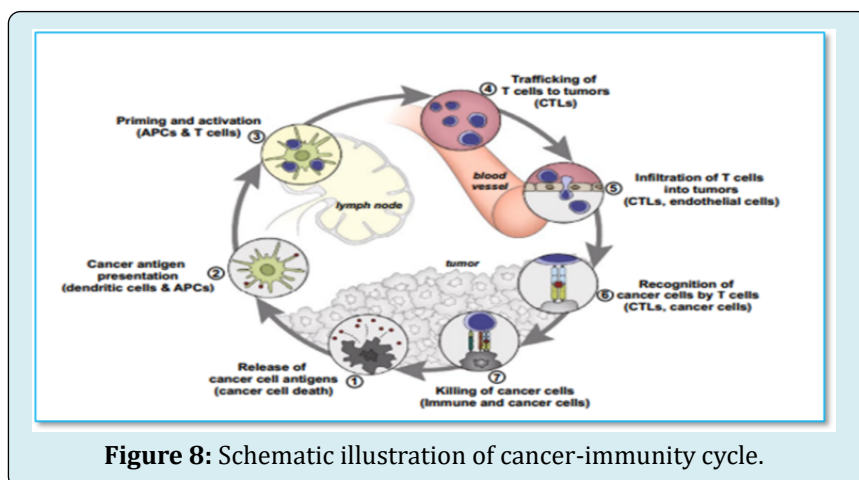 Trafficking of
④ T cells to tumors
(CTLs)
Priming and activation
(APCs & T cells) ③
blood
vessel
lymph node
Infiltration of T cells
⑤ into tumors
(CTLs, endothelial cells)
Cancer antigen
presentation ②
(dendritic cells & APCs)
tumor
Recognition of
⑥ cancer cells by T cells
(CTLs, cancer cells)
Release of
cancer cell antigens ①
(cancer cell death)
⑦
Killing of cancer cells
(Immune and cancer cells)
Figure 8: Schematic illustration of cancer-immunity cycle.